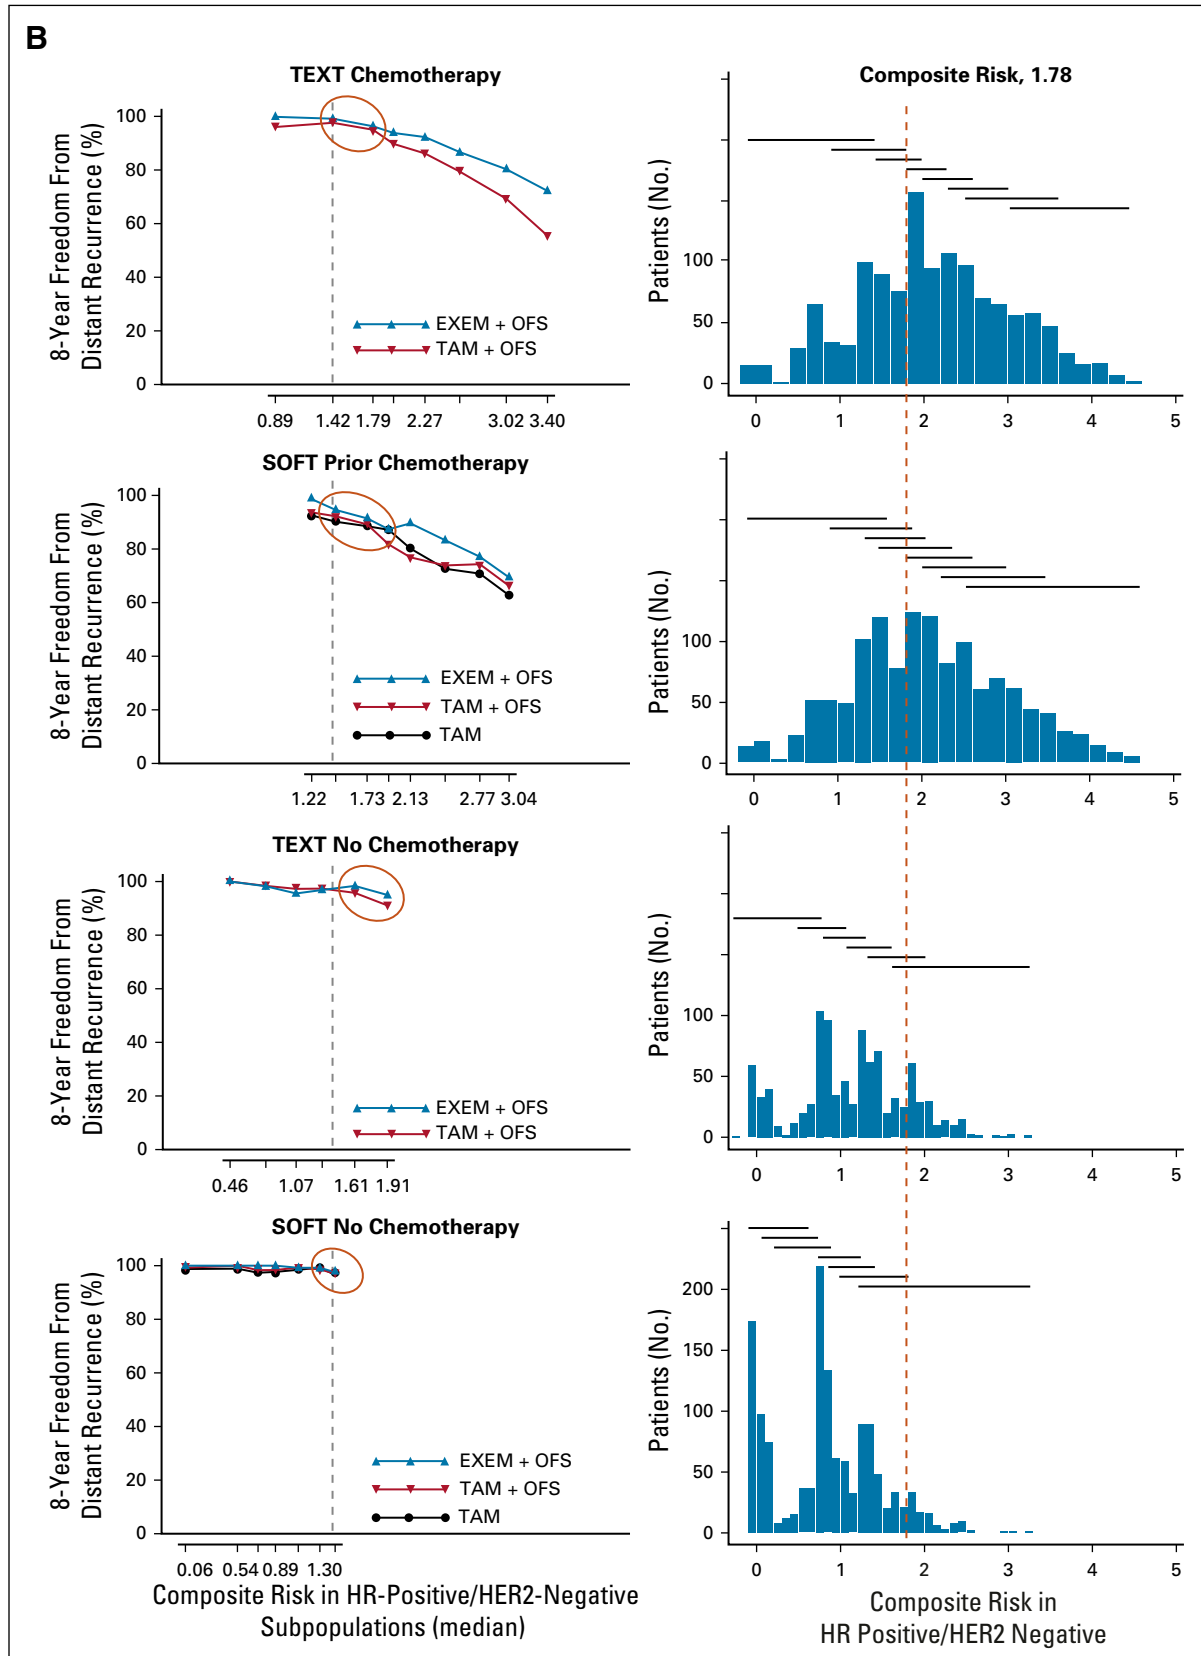 B
TEXT Chemotherapy
8-Year Freedom From
Distant Recurrence (%)
100
80
60
40
20
0
EXEM + OFS
TAM + OFS
0.89 1.42 1.79 2.27 3.02 3.40
Composite Risk, 1.78
Patients (No.)
100
50
0
0 1 2 3 4 5
SOFT Prior Chemotherapy
8-Year Freedom From
Distant Recurrence (%)
100
80
60
40
20
0
EXEM + OFS
TAM + OFS
TAM
1.22 1.73 2.13 2.77 3.04
Patients (No.)
100
50
0
0 1 2 3 4 5
TEXT No Chemotherapy
8-Year Freedom From
Distant Recurrence (%)
100
80
60
40
20
0
EXEM + OFS
TAM + OFS
0.46 1.07 1.61 1.91
Patients (No.)
100
50
0
0 1 2 3 4 5
SOFT No Chemotherapy
8-Year Freedom From
Distant Recurrence (%)
100
80
60
40
20
0
EXEM + OFS
TAM + OFS
TAM
0.06 0.54 0.89 1.30
Composite Risk in HR-Positive/HER2-Negative
Subpopulations (median)
Patients (No.)
200
150
100
50
0
0 1 2 3 4 5
Composite Risk in
HR Positive/HER2 Negative